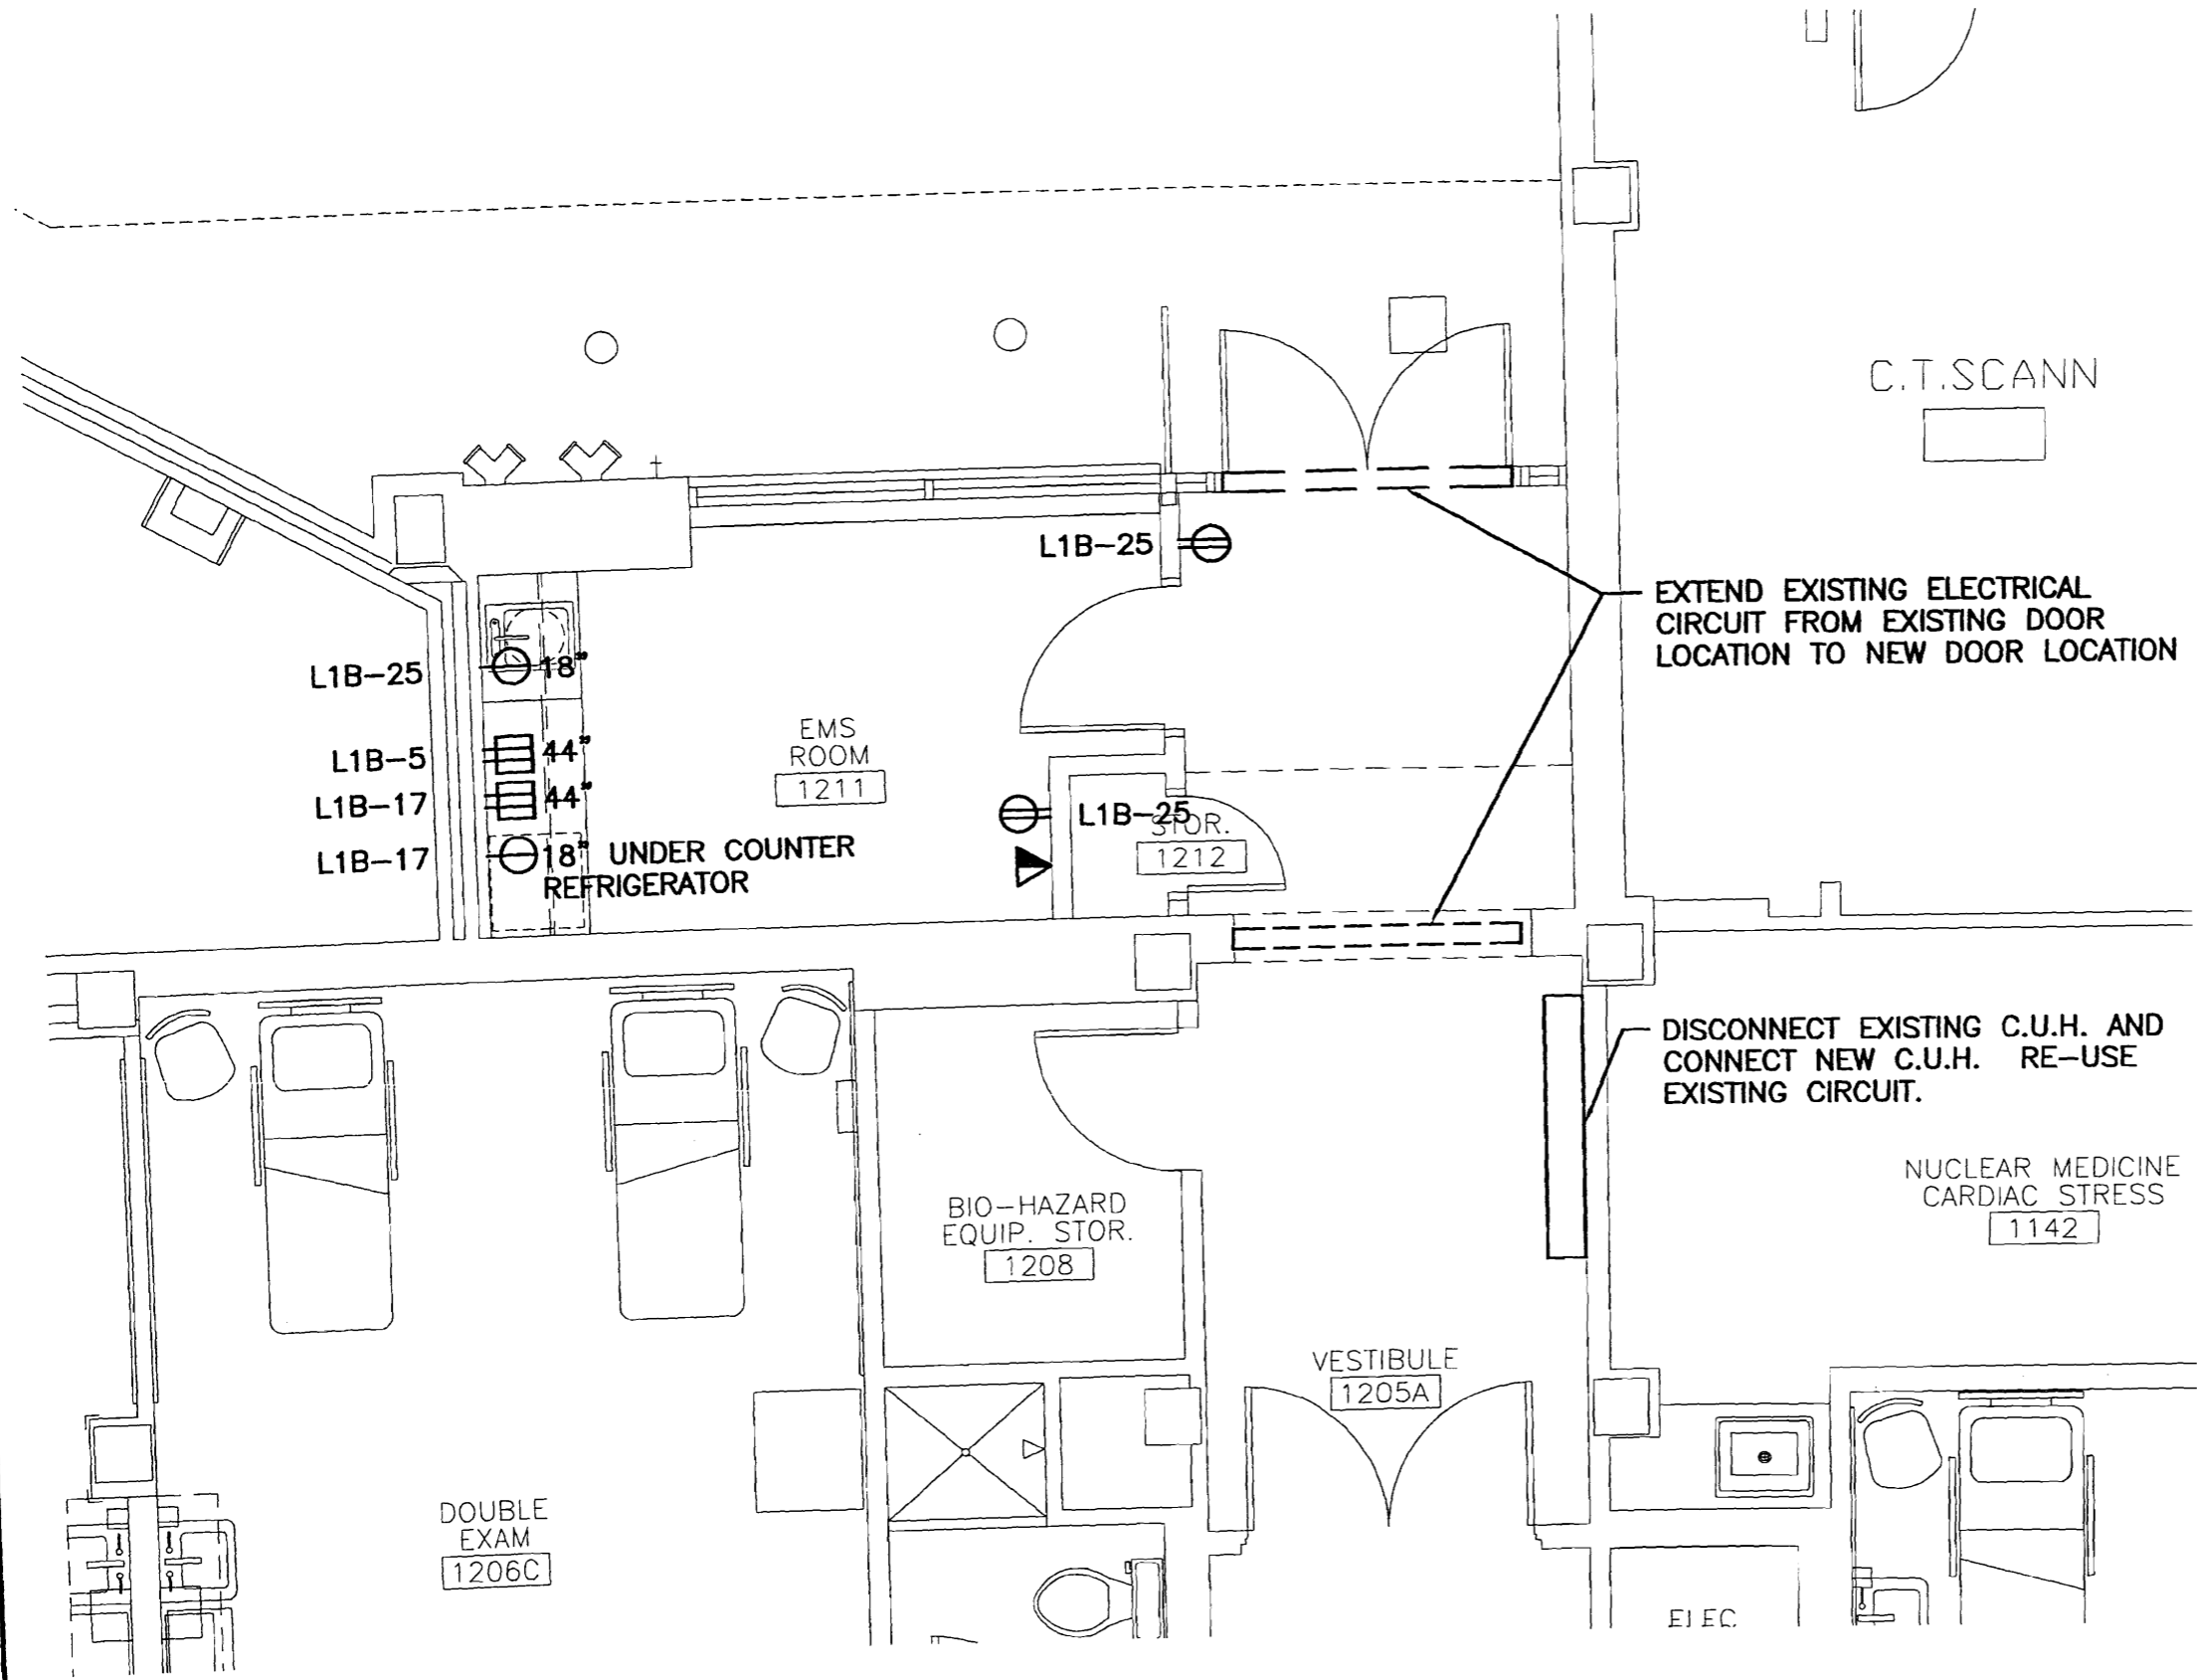 C.T.SCANN
L1B-25
EXTEND EXISTING ELECTRICAL
CIRCUIT FROM EXISTING DOOR
LOCATION TO NEW DOOR LOCATION
L1B-25
18"
L1B-5
44"
L1B-17
44"
L1B-17
18" UNDER COUNTER
REFRIGERATOR
EMS
ROOM
1211
L1B-25
STOR.
1212
DISCONNECT EXISTING C.U.H. AND
CONNECT NEW C.U.H. RE-USE
EXISTING CIRCUIT.
NUCLEAR MEDICINE
CARDIAC STRESS
1142
BIO-HAZARD
EQUIP. STOR.
1208
VESTIBULE
1205A
DOUBLE
EXAM
1206C
ELEC